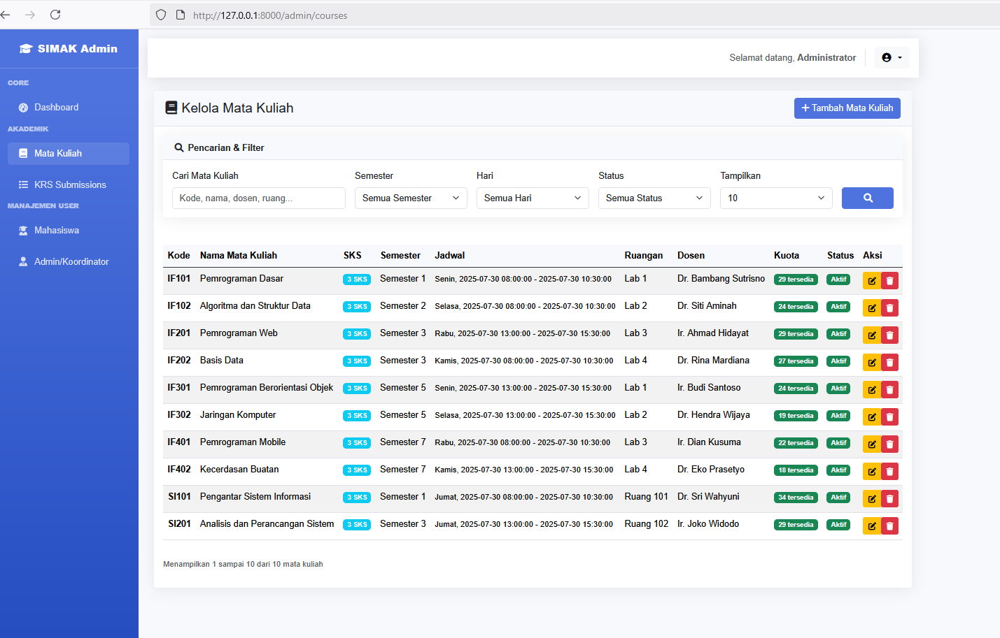 http://127.0.0.1:8000/admin/courses
SIMAK Admin
CORE
Dashboard
AKADEMIK
Mata Kuliah
KRS Submissions
MANAJEMEN USER
Mahasiswa
Admin/Koordinator
Selamat datang, Administrator
Kelola Mata Kuliah
+ Tambah Mata Kuliah
Pencarian & Filter
Cari Mata Kuliah Semester Hari Status Tampilkan
Kode, nama, dosen, ruang... Semua Semester Semua Hari Semua Status 10
Kode Nama Mata Kuliah SKS Semester Jadwal Ruangan Dosen Kuota Status Aksi
IF101 Pemrograman Dasar 3 SKS Semester 1 Senin, 2025-07-30 08:00:00 - 2025-07-30 10:30:00 Lab 1 Dr. Bambang Sutrisno 29 tersedia Aktif
IF102 Algoritma dan Struktur Data 3 SKS Semester 2 Selasa, 2025-07-30 08:00:00 - 2025-07-30 10:30:00 Lab 2 Dr. Siti Aminah 24 tersedia Aktif
IF201 Pemrograman Web 3 SKS Semester 3 Rabu, 2025-07-30 13:00:00 - 2025-07-30 15:30:00 Lab 3 Ir. Ahmad Hidayat 29 tersedia Aktif
IF202 Basis Data 3 SKS Semester 3 Kamis, 2025-07-30 08:00:00 - 2025-07-30 10:30:00 Lab 4 Dr. Rina Mardiana 27 tersedia Aktif
IF301 Pemrograman Berorientasi Objek 3 SKS Semester 5 Senin, 2025-07-30 13:00:00 - 2025-07-30 15:30:00 Lab 1 Ir. Budi Santoso 24 tersedia Aktif
IF302 Jaringan Komputer 3 SKS Semester 5 Selasa, 2025-07-30 13:00:00 - 2025-07-30 15:30:00 Lab 2 Dr. Hendra Wijaya 19 tersedia Aktif
IF401 Pemrograman Mobile 3 SKS Semester 7 Rabu, 2025-07-30 08:00:00 - 2025-07-30 10:30:00 Lab 3 Ir. Dian Kusuma 22 tersedia Aktif
IF402 Kecerdasan Buatan 3 SKS Semester 7 Kamis, 2025-07-30 13:00:00 - 2025-07-30 15:30:00 Lab 4 Dr. Eko Prasetyo 18 tersedia Aktif
SI101 Pengantar Sistem Informasi 3 SKS Semester 1 Jumat, 2025-07-30 08:00:00 - 2025-07-30 10:30:00 Ruang 101 Dr. Sri Wahyuni 34 tersedia Aktif
SI201 Analisis dan Perancangan Sistem 3 SKS Semester 3 Jumat, 2025-07-30 13:00:00 - 2025-07-30 15:30:00 Ruang 102 Ir. Joko Widodo 29 tersedia Aktif
Menampilkan 1 sampai 10 dari 10 mata kuliah